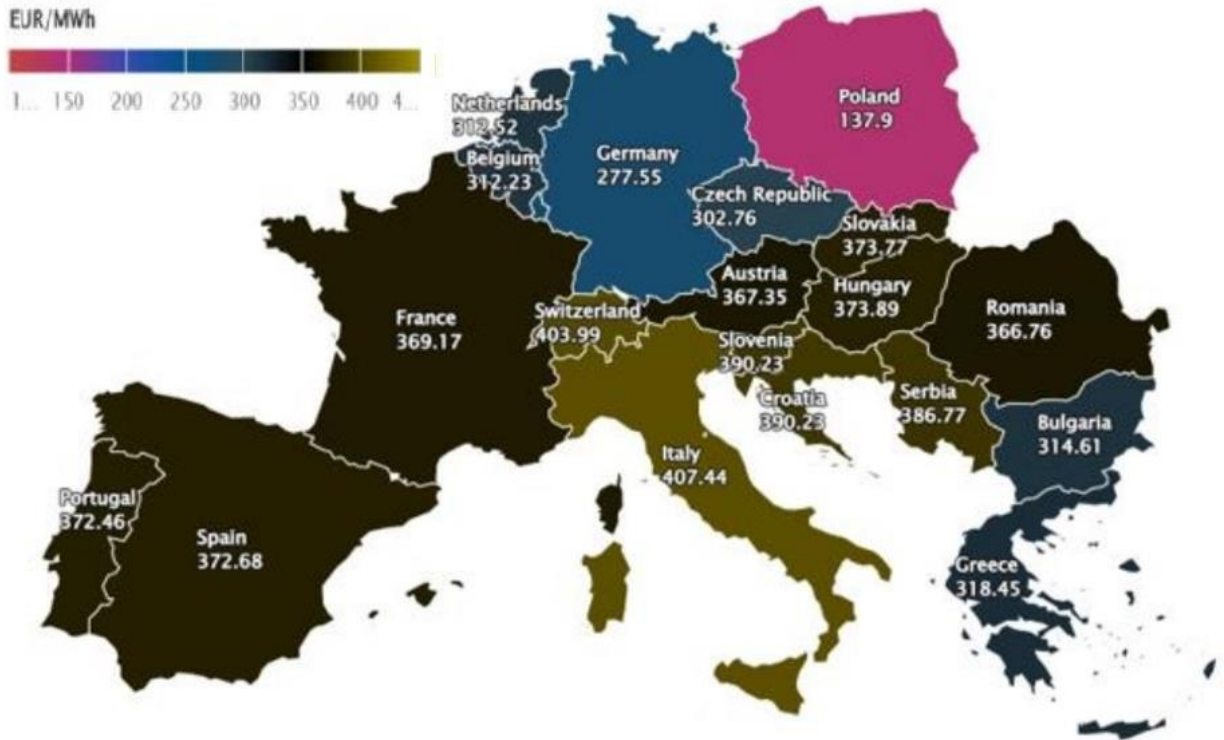 EUR/MWh
1... 150 200 250 300 350 400 4...
Netherlands
312.52
Belgium
312.23
Germany
277.55
Poland
137.9
Czech Republic
302.76
Slovakia
373.77
Austria
367.35
Hungary
373.89
Romania
366.76
France
369.17
Switzerland
403.99
Slovenia
390.23
Croatia
390.23
Serbia
386.77
Bulgaria
314.61
Italy
407.44
Portugal
372.46
Spain
372.68
Greece
318.45